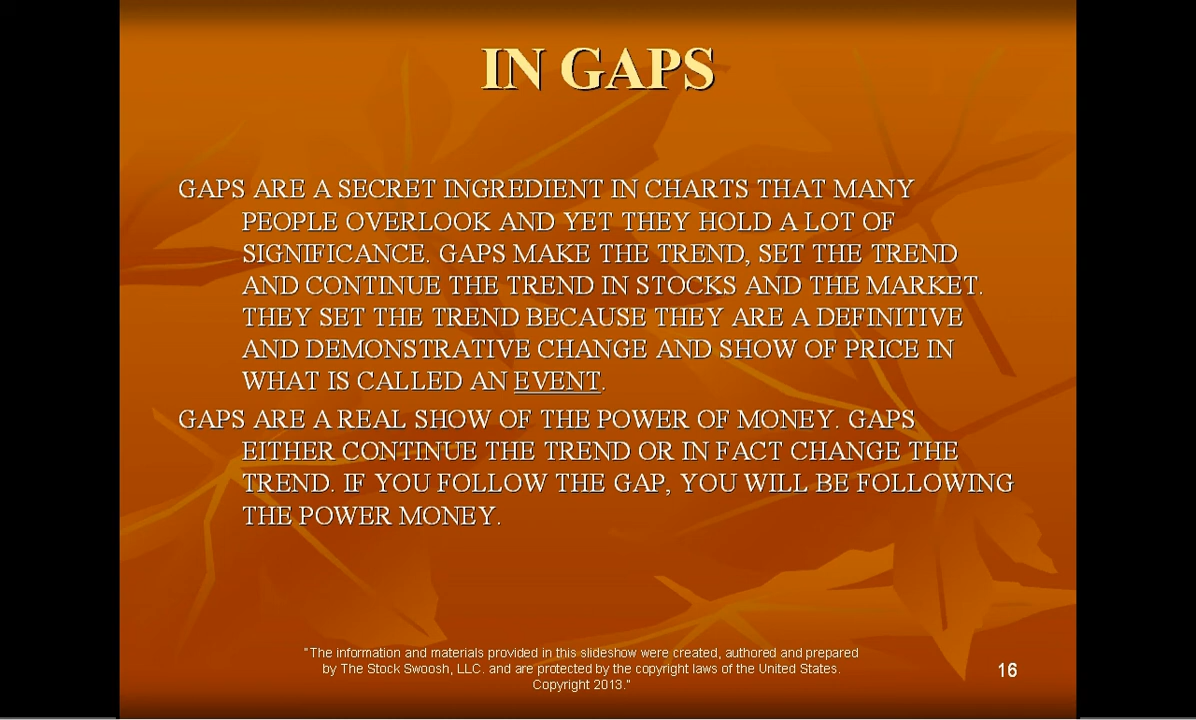 IN GAPS
GAPS ARE A SECRET INGREDIENT IN CHARTS THAT MANY
PEOPLE OVERLOOK AND YET THEY HOLD A LOT OF
SIGNIFICANCE. GAPS MAKE THE TREND, SET THE TREND
AND CONTINUE THE TREND IN STOCKS AND THE MARKET.
THEY SET THE TREND BECAUSE THEY ARE A DEFINITIVE
AND DEMONSTRATIVE CHANGE AND SHOW OF PRICE IN
WHAT IS CALLED AN EVENT.
GAPS ARE A REAL SHOW OF THE POWER OF MONEY. GAPS
EITHER CONTINUE THE TREND OR IN FACT CHANGE THE
TREND. IF YOU FOLLOW THE GAP, YOU WILL BE FOLLOWING
THE POWER MONEY.
"The information and materials provided in this slideshow were created, authored and prepared
by The Stock Swoosh, LLC. and are protected by the copyright laws of the United States.
Copyright 2013."
16